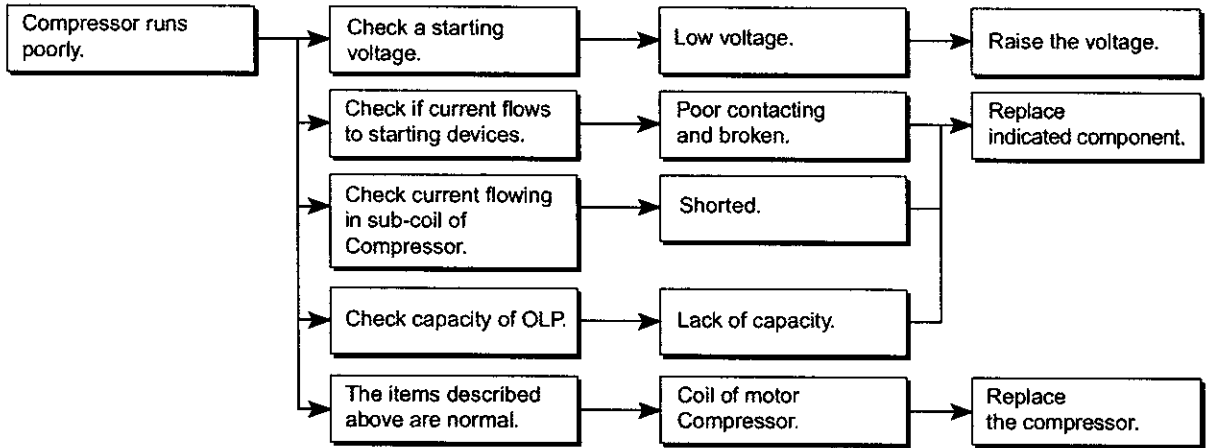 Compressor runs
poorly.
Check a starting
voltage.
Low voltage.
Raise the voltage.
Check if current flows
to starting devices.
Poor contacting
and broken.
Replace
indicated component.
Check current flowing
in sub-coil of
Compressor.
Shorted.
Check capacity of OLP.
Lack of capacity.
The items described
above are normal.
Coil of motor
Compressor.
Replace
the compressor.